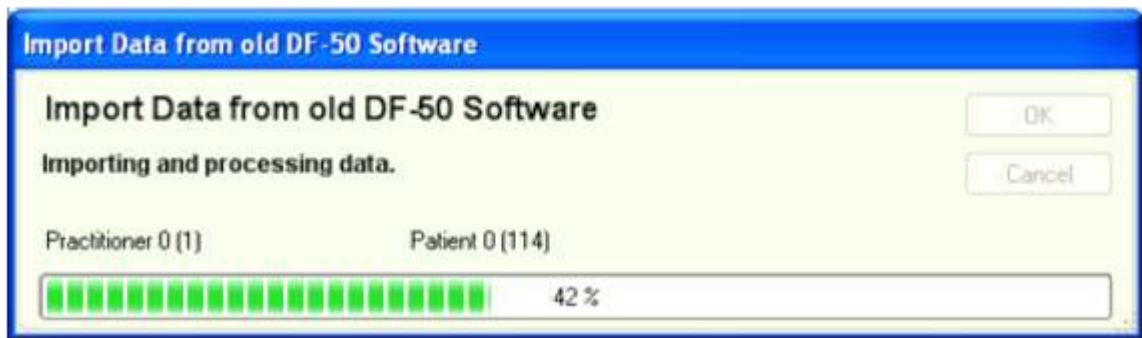 Import Data from old DF-50 Software
Import Data from old DF-50 Software
OK
Importing and processing data.
Cancel
Practitioner 0 (1) Patient 0 (114)
42 %